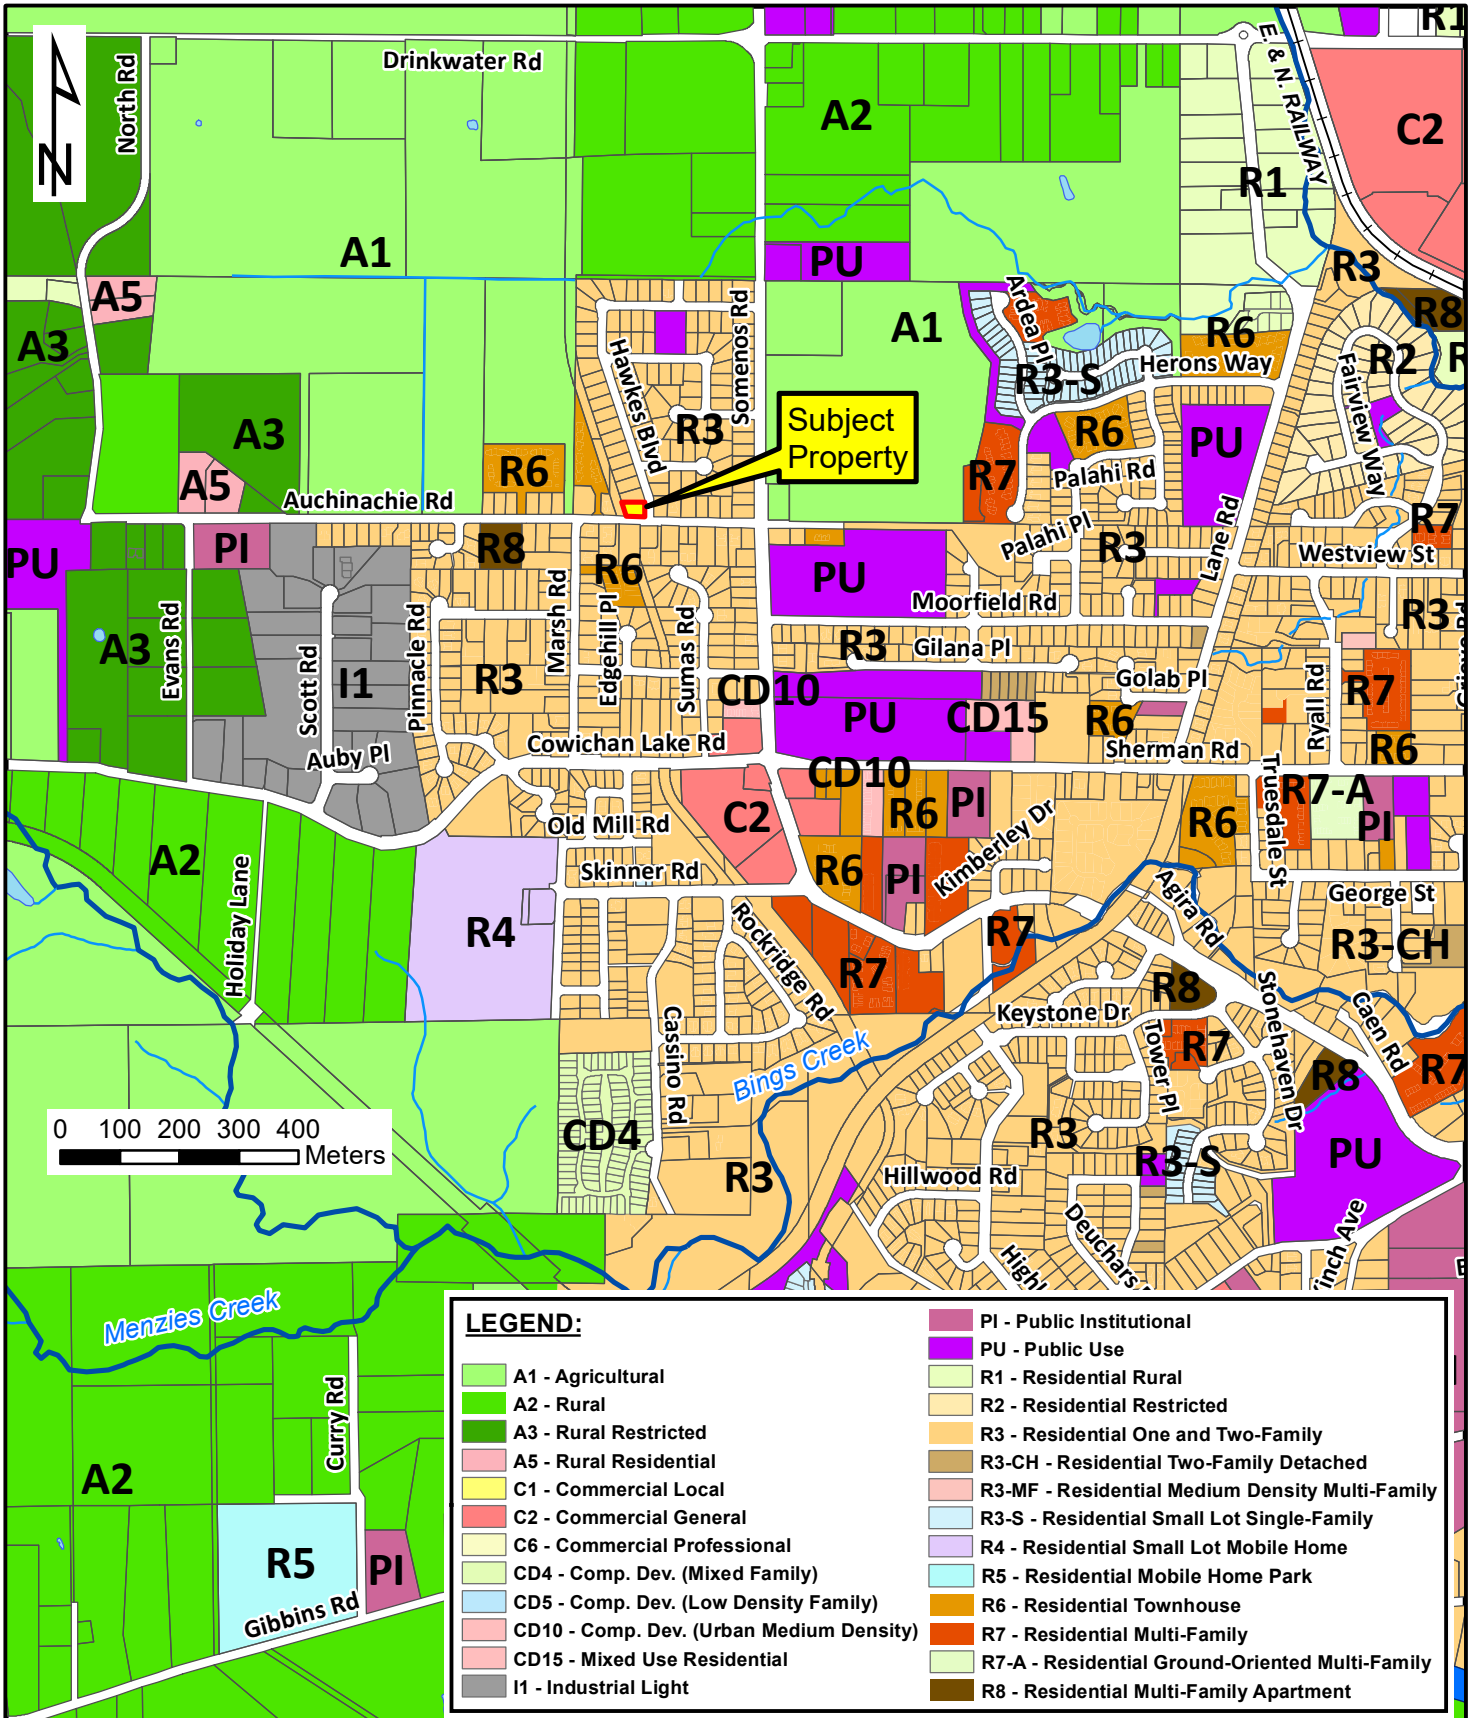 R1
Drinkwater Rd
North Rd
E. & N. RAILWAY
N
A2
C2
R1
A1
PU
R3
A5
Ardea Pl
Somenos Rd
R8
A3
A1
R6
Hawkes Blvd
R3-S
Herons Way
R2
Fairview Way
R
Subject
Property
A3
R3
R6
PU
A5
R6
R7
Palahi Rd
Auchinachie Rd
Palahi Pl
R3
Lane Rd
R7
PU
PI
R8
R6
PU
Westview St
Moorfield Rd
R3
Evans Rd
A3
Scott Rd
I1
Pinnacle Rd
R3
Marsh Rd
Edgehill Pl
Sumas Rd
R3
Gilana Pl
Golab Pl
Ryall Rd
R7
CD10
PU
CD15
R6
R6
Auby Pl
Cowichan Lake Rd
Sherman Rd
CD10
Truesdale St
R7-A
C2
R6
PI
R6
PI
Old Mill Rd
A2
Holiday Lane
Skinner Rd
R6
PI
Kimberley Dr
Agira Rd
George St
R4
Rockridge Rd
R7
R7
R3-CH
R8
Stonehaven Dr
Caen Rd
Keystone Dr
Cassino Rd
Bings Creek
Tower Pl
R7
R8
R7
0 100 200 300 400
Meters
CD4
R3
R3
R3-S
PU
Hillwood Rd
Deuchars
Highl
inch Ave
Menzies Creek
Curry Rd
A2
R5
PI
Gibbins Rd
LEGEND:
A1 - Agricultural
A2 - Rural
A3 - Rural Restricted
A5 - Rural Residential
C1 - Commercial Local
C2 - Commercial General
C6 - Commercial Professional
CD4 - Comp. Dev. (Mixed Family)
CD5 - Comp. Dev. (Low Density Family)
CD10 - Comp. Dev. (Urban Medium Density)
CD15 - Mixed Use Residential
I1 - Industrial Light
PI - Public Institutional
PU - Public Use
R1 - Residential Rural
R2 - Residential Restricted
R3 - Residential One and Two-Family
R3-CH - Residential Two-Family Detached
R3-MF - Residential Medium Density Multi-Family
R3-S - Residential Small Lot Single-Family
R4 - Residential Small Lot Mobile Home
R5 - Residential Mobile Home Park
R6 - Residential Townhouse
R7 - Residential Multi-Family
R7-A - Residential Ground-Oriented Multi-Family
R8 - Residential Multi-Family Apartment